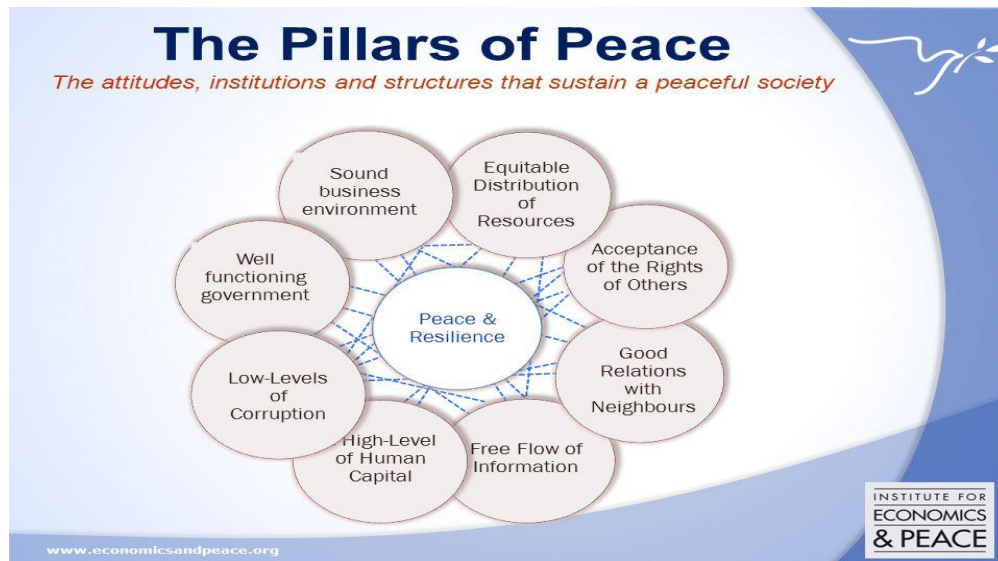 The Pillars of Peace
The attitudes, institutions and structures that sustain a peaceful society
Sound
business
environment
Equitable
Distribution
of
Resources
Acceptance
of the Rights
of Others
Good
Relations
with
Neighbours
Free Flow of
Information
High-Level
of Human
Capital
Low-Levels
of
Corruption
Well
functioning
government
Peace &
Resilience
INSTITUTE FOR
ECONOMICS
& PEACE
www.economicsandpeace.org